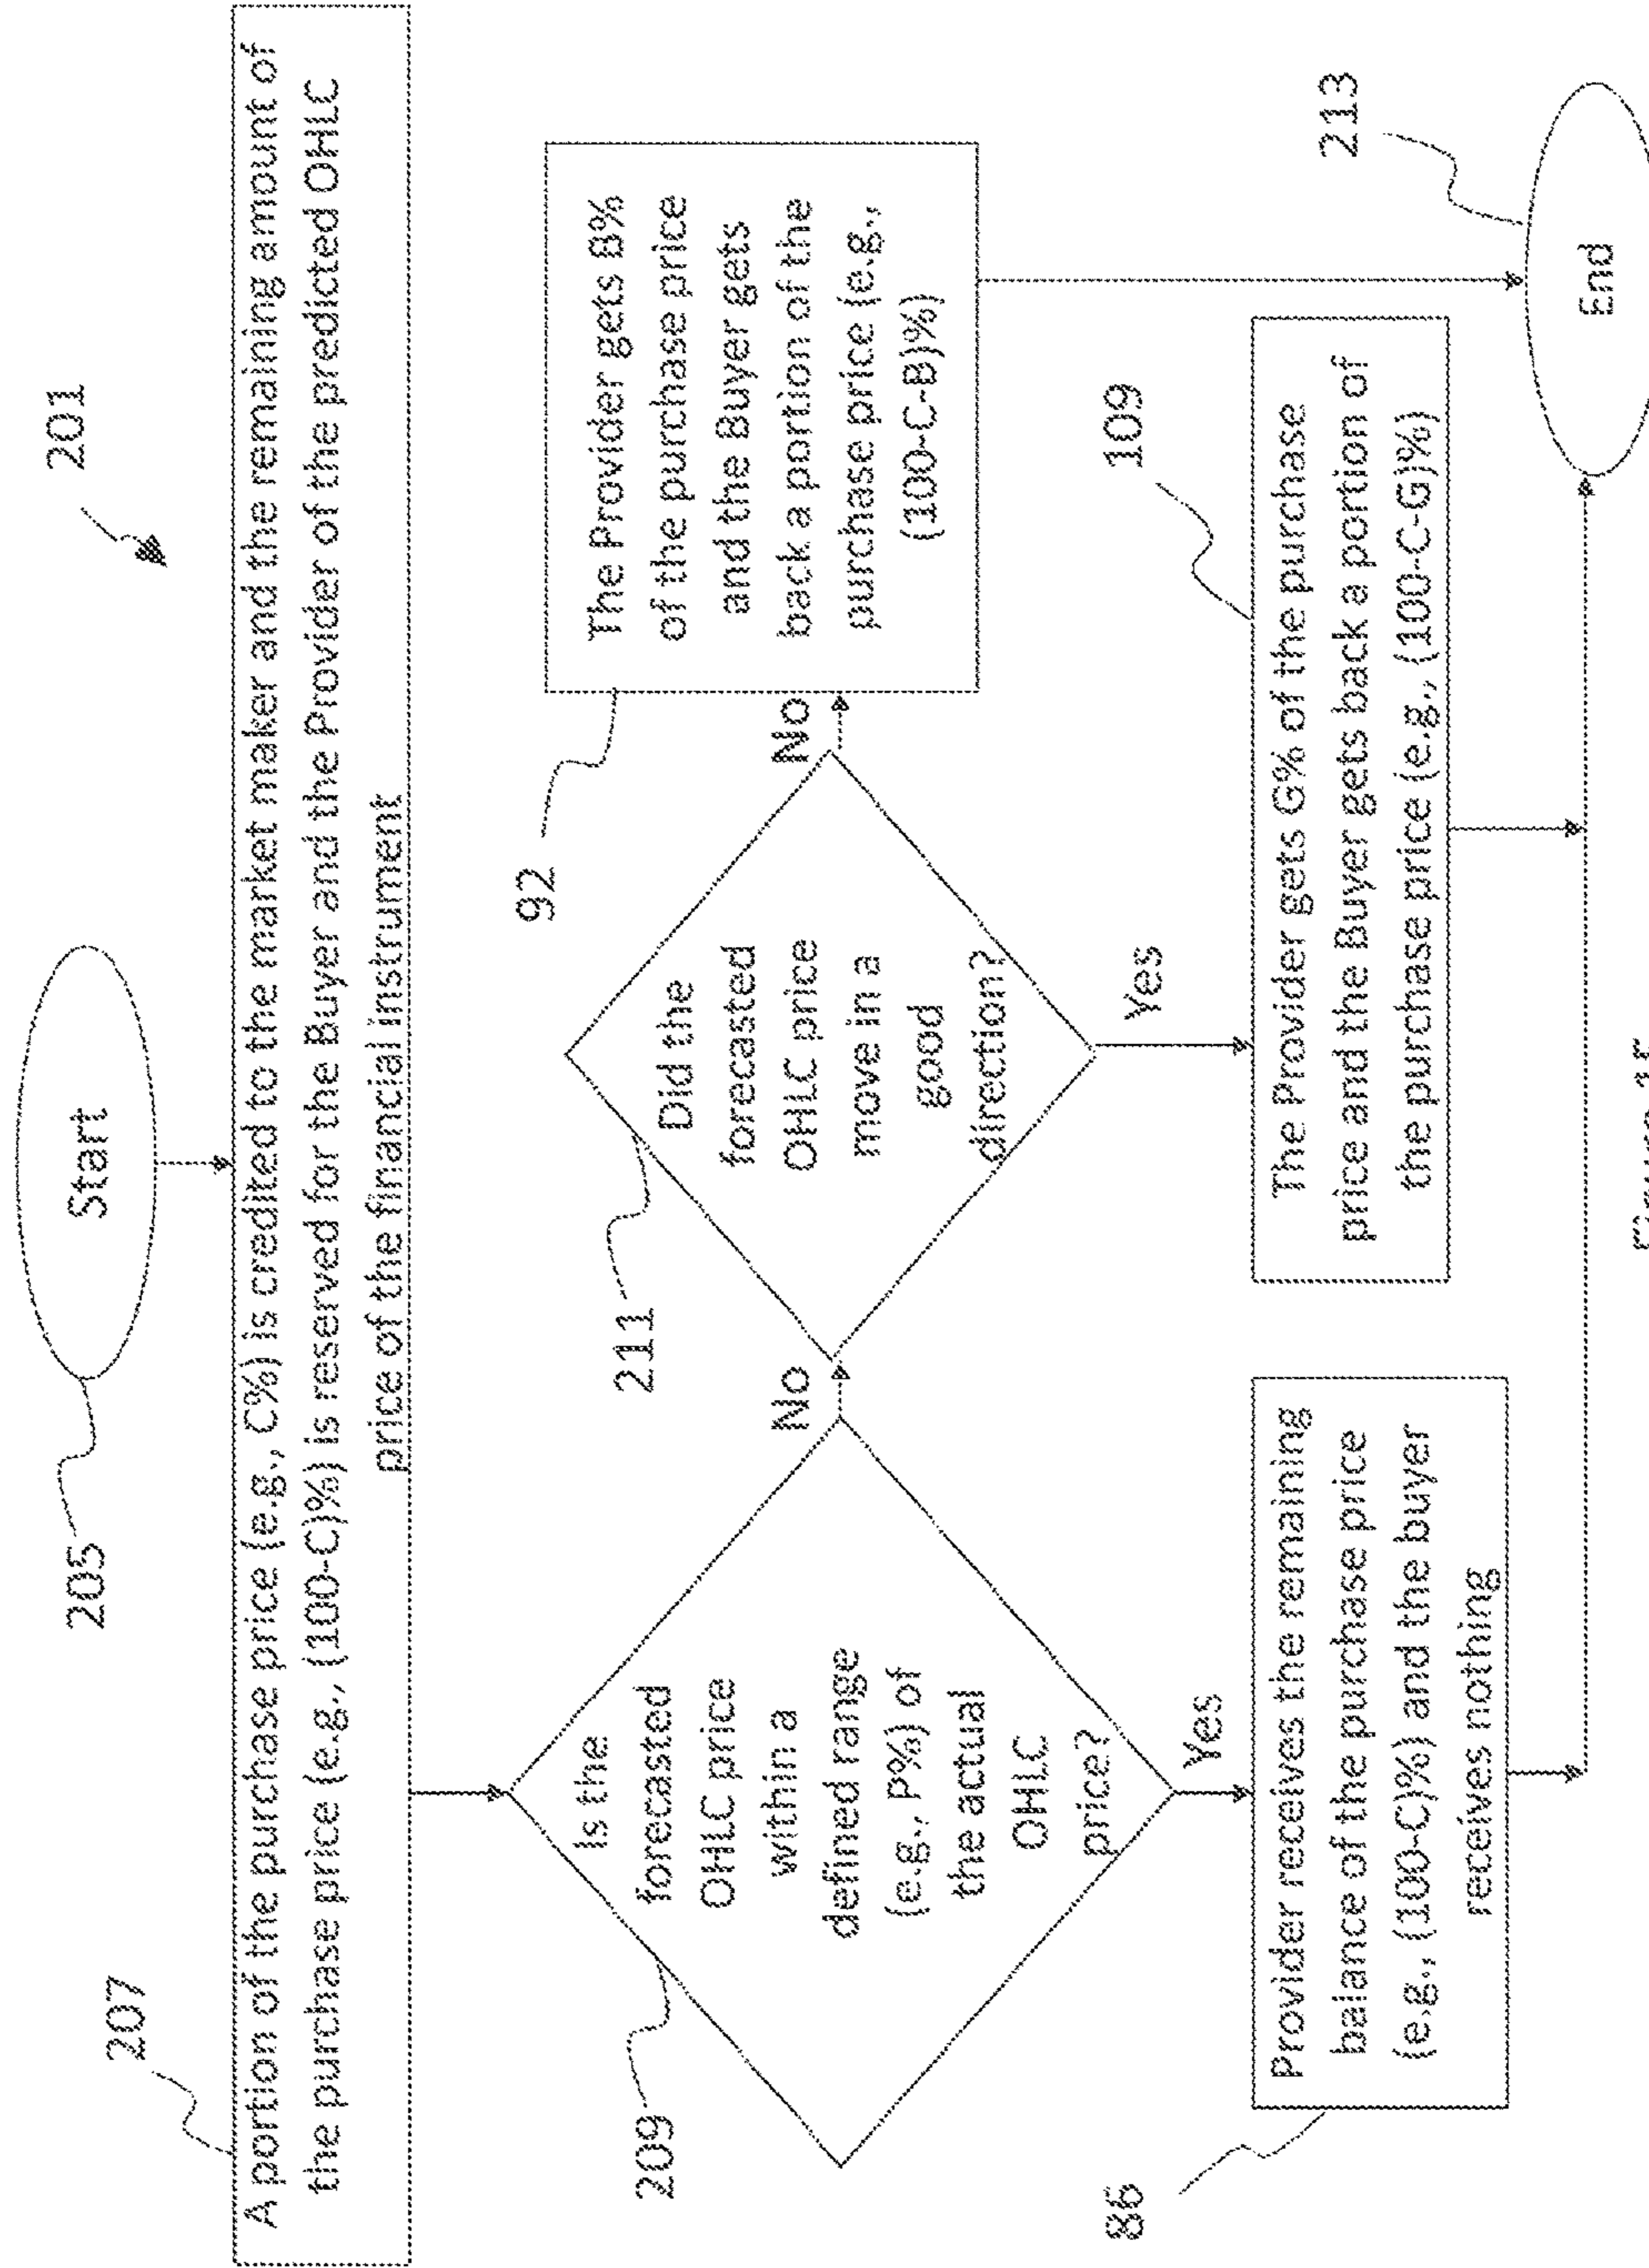 201
205
Start
207
A portion of the purchase price (e.g., C%) is credited to the market maker and the remaining amount of
the purchase price (e.g., (100-C)%) is reserved for the Buyer and the Provider of the predicted OHLC
price of the financial instrument
209
Is the
forecasted
OHLC price
within a
defined range
(e.g., P%) of
the actual
OHLC
price?
No
Yes
211
Did the
forecasted
OHLC price
move in a
good
direction?
No
Yes
92
The Provider gets B%
of the purchase price
and the Buyer gets
back a portion of the
purchase price (e.g.,
(100-C-B)%)
86
Provider receives the remaining
balance of the purchase price
(e.g., (100-C)%) and the buyer
receives nothing
109
The Provider gets G% of the purchase
price and the Buyer gets back a portion of
the purchase price (e.g., (100-C-G)%)
213
End